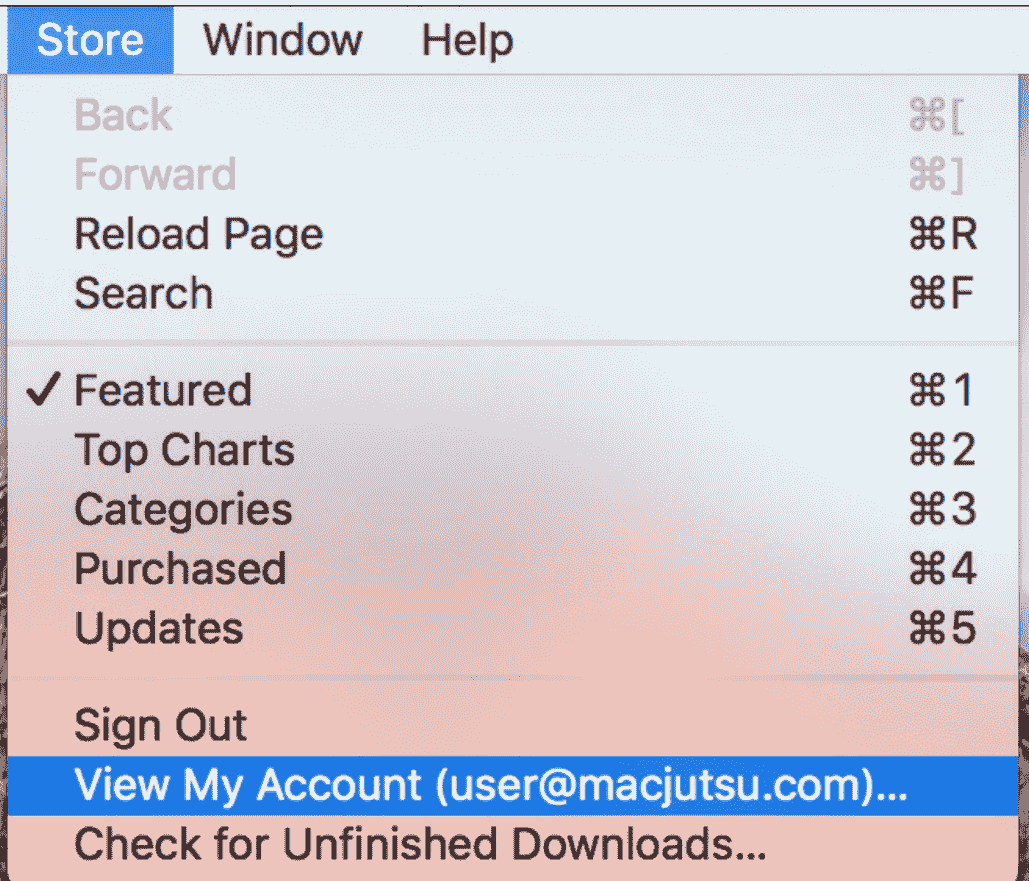 Store Window Help
Back ⌘[
Forward ⌘]
Reload Page ⌘R
Search ⌘F
✓ Featured ⌘1
Top Charts ⌘2
Categories ⌘3
Purchased ⌘4
Updates ⌘5
Sign Out
View My Account (user@macjutsu.com)...
Check for Unfinished Downloads...